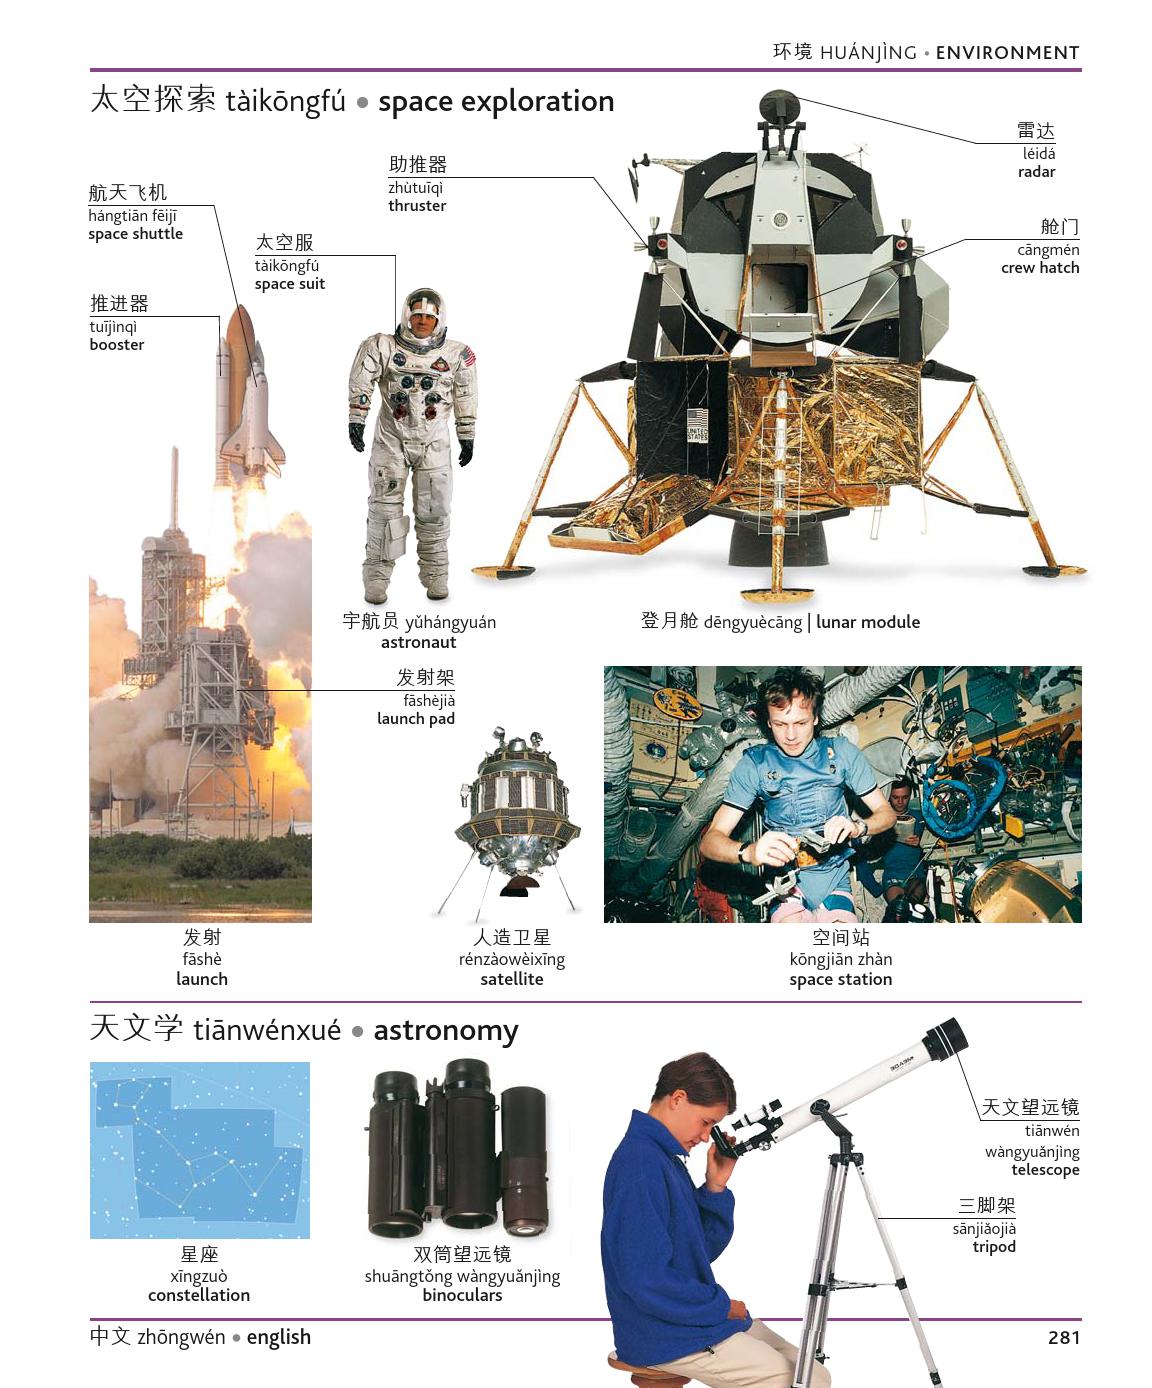 环境 HUÁNJÌNG • ENVIRONMENT
太空探索 tàikōngfú • space exploration
雷达
léidá
radar
助推器
zhùtuīqì
thruster
航天飞机
hángtiān fēijī
space shuttle
舱门
cāngmén
crew hatch
太空服
tàikōngfú
space suit
推进器
tuījìnqì
booster
UNITED
STATES
宇航员 yǔhángyuán
astronaut
登月舱 dēngyuècāng | lunar module
发射架
fāshèjià
launch pad
发射
fāshè
launch
人造卫星
rénzàowèixīng
satellite
空间站
kōngjiān zhàn
space station
天文学 tiānwénxué • astronomy
MEADE
天文望远镜
tiānwén
wàngyuǎnjìng
telescope
三脚架
sānjiǎojià
tripod
星座
xīngzuò
constellation
双筒望远镜
shuāngtǒng wàngyuǎnjìng
binoculars
中文 zhōngwén • english
281